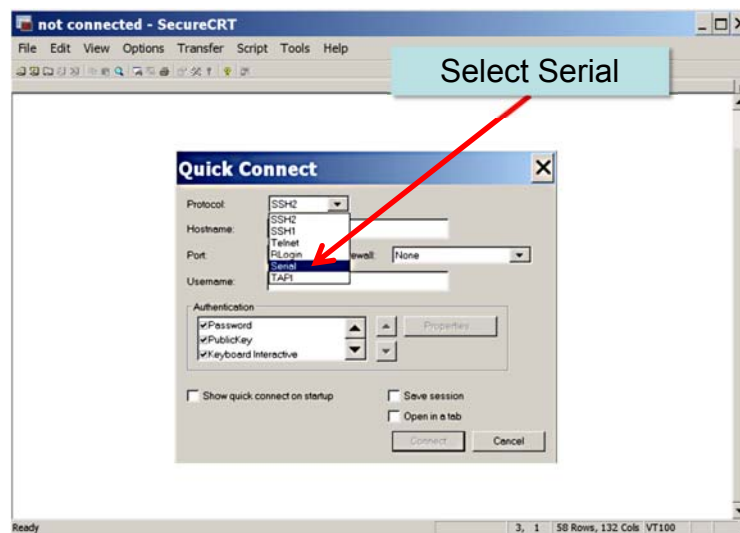 not connected - SecureCRT
File Edit View Options Transfer Script Tools Help
Select Serial
Quick Connect
Protocol: SSH2
SSH2
SSH1
Telnet
RLogin
Serial
TAPI
Hostname:
Port: ewall: None
Username:
Authentication
Password
PublicKey
Keyboard Interactive
Properties
Show quick connect on startup
Save session
Open in a tab
Connect Cancel
Ready 3, 1 58 Rows, 132 Cols VT100